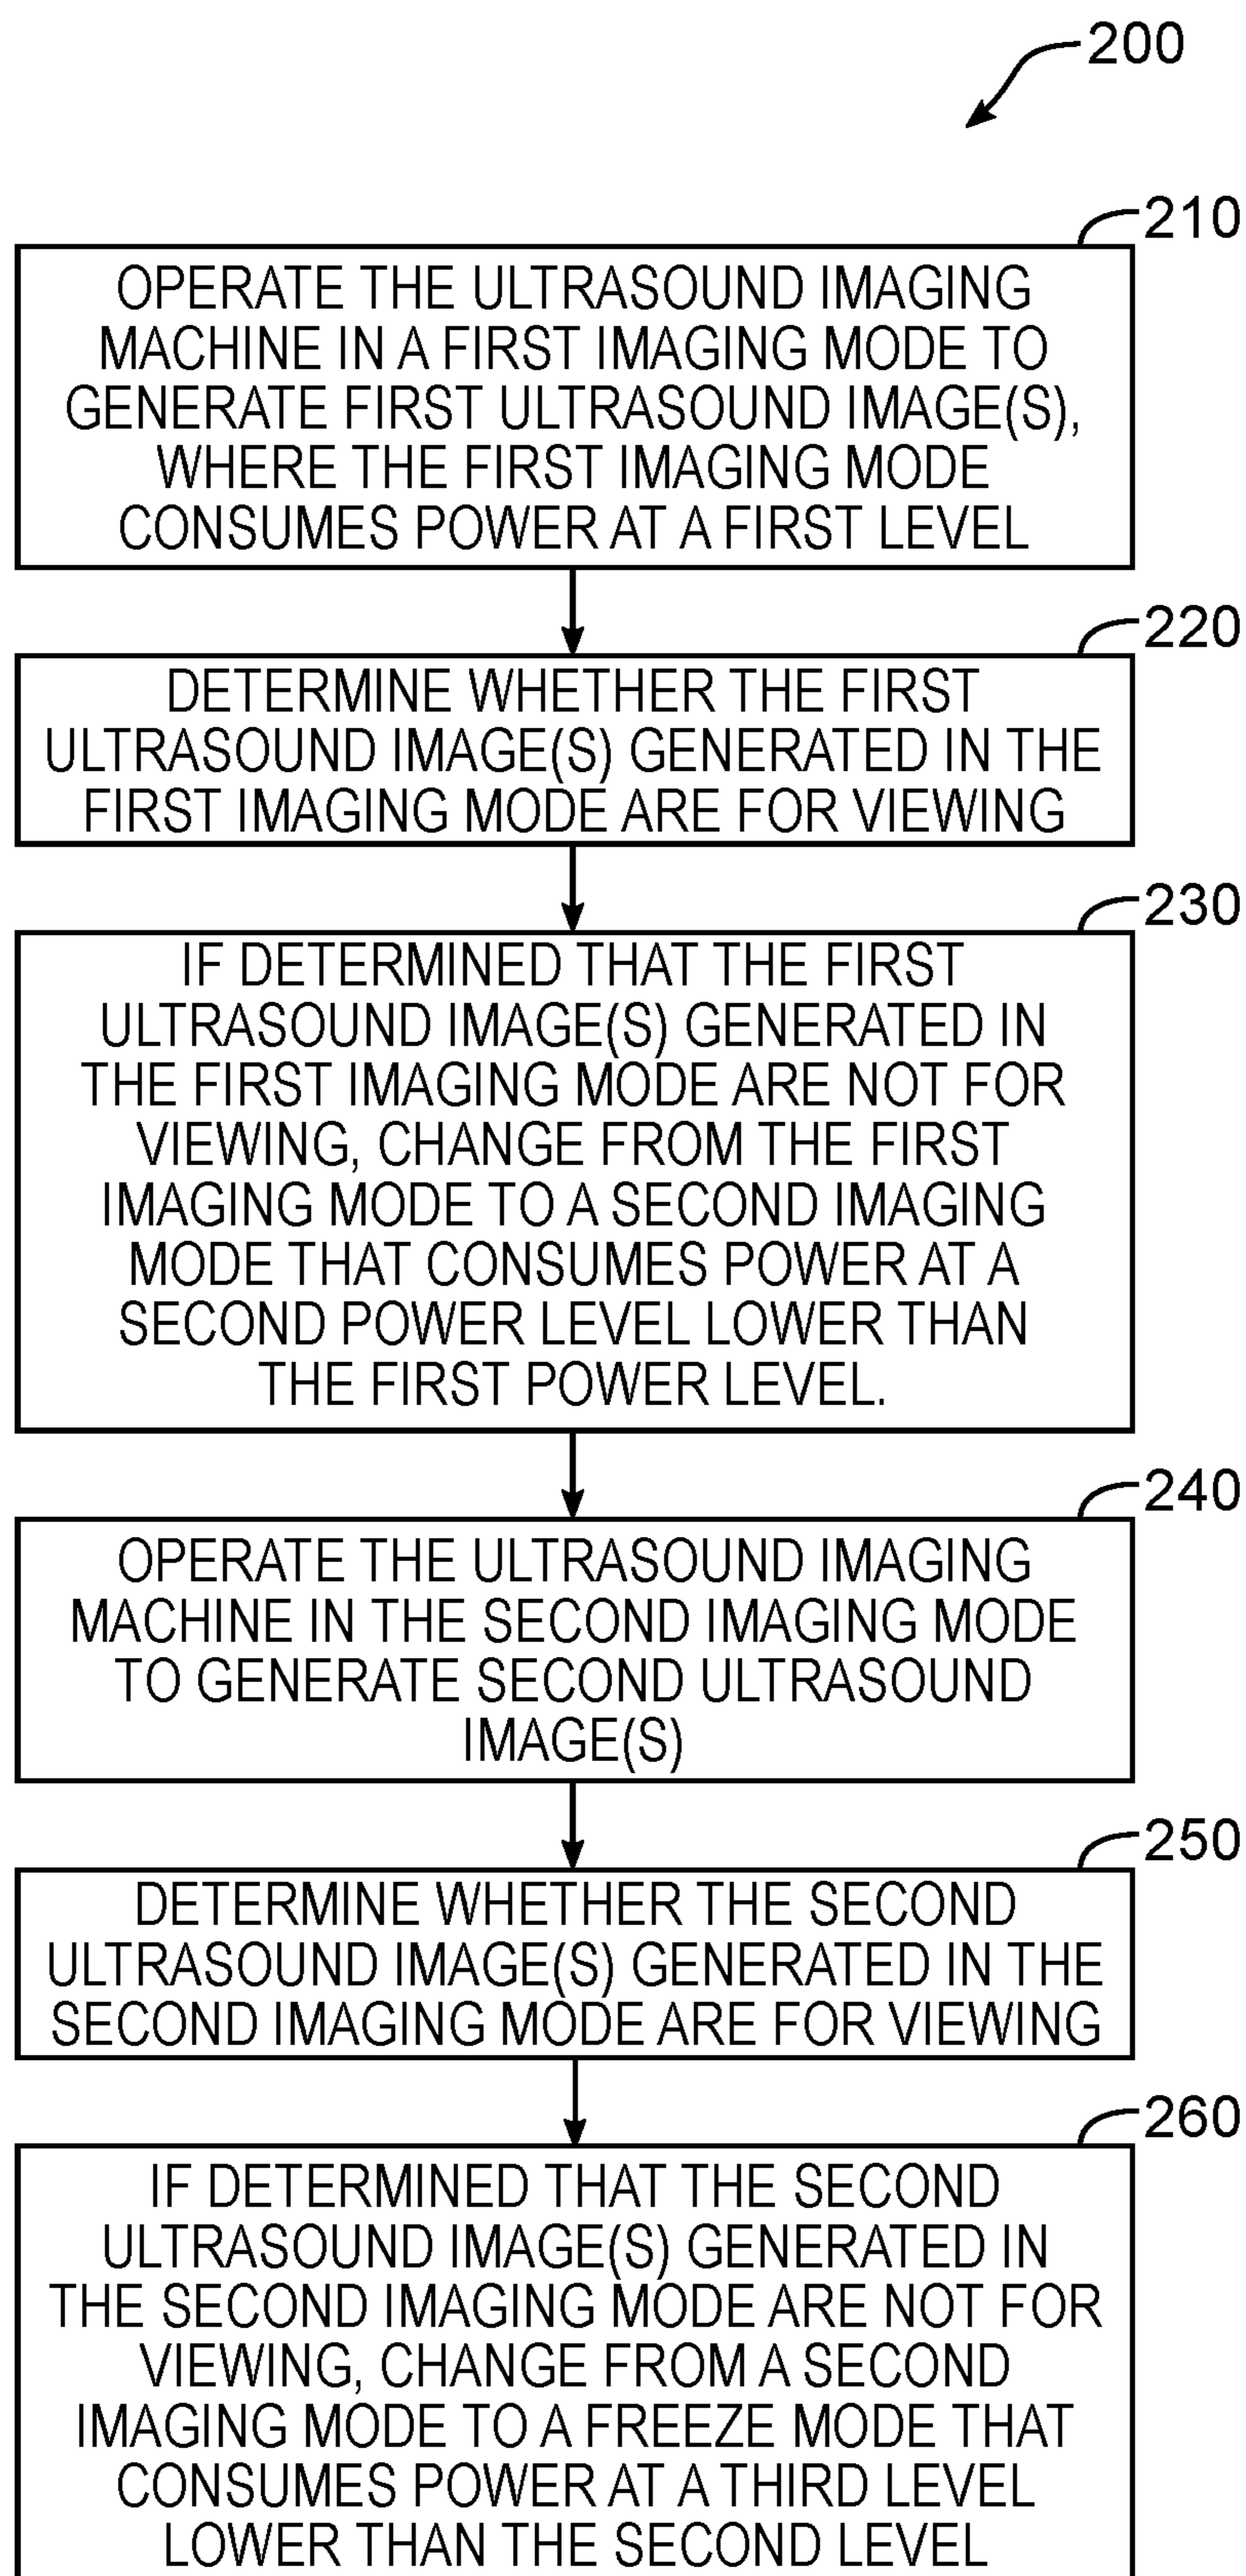 200
210
OPERATE THE ULTRASOUND IMAGING
MACHINE IN A FIRST IMAGING MODE TO
GENERATE FIRST ULTRASOUND IMAGE(S),
WHERE THE FIRST IMAGING MODE
CONSUMES POWER AT A FIRST LEVEL
220
DETERMINE WHETHER THE FIRST
ULTRASOUND IMAGE(S) GENERATED IN THE
FIRST IMAGING MODE ARE FOR VIEWING
230
IF DETERMINED THAT THE FIRST
ULTRASOUND IMAGE(S) GENERATED IN
THE FIRST IMAGING MODE ARE NOT FOR
VIEWING, CHANGE FROM THE FIRST
IMAGING MODE TO A SECOND IMAGING
MODE THAT CONSUMES POWER AT A
SECOND POWER LEVEL LOWER THAN
THE FIRST POWER LEVEL.
240
OPERATE THE ULTRASOUND IMAGING
MACHINE IN THE SECOND IMAGING MODE
TO GENERATE SECOND ULTRASOUND
IMAGE(S)
250
DETERMINE WHETHER THE SECOND
ULTRASOUND IMAGE(S) GENERATED IN THE
SECOND IMAGING MODE ARE FOR VIEWING
260
IF DETERMINED THAT THE SECOND
ULTRASOUND IMAGE(S) GENERATED IN
THE SECOND IMAGING MODE ARE NOT FOR
VIEWING, CHANGE FROM A SECOND
IMAGING MODE TO A FREEZE MODE THAT
CONSUMES POWER AT A THIRD LEVEL
LOWER THAN THE SECOND LEVEL